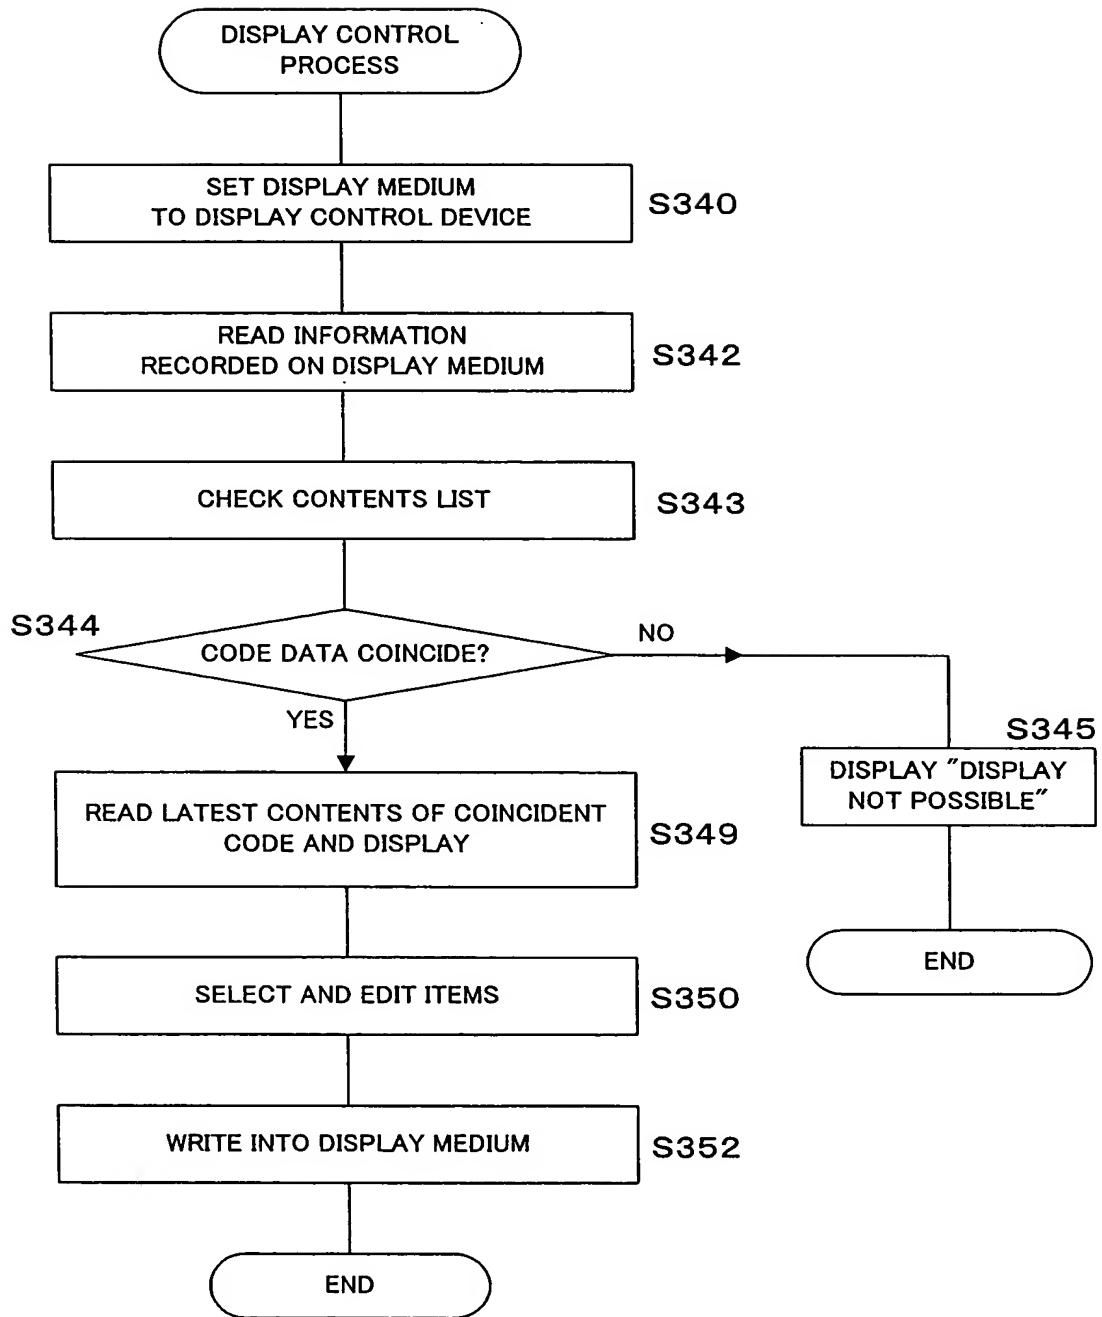 DISPLAY CONTROL
PROCESS
SET DISPLAY MEDIUM
TO DISPLAY CONTROL DEVICE
S340
READ INFORMATION
RECORDED ON DISPLAY MEDIUM
S342
CHECK CONTENTS LIST
S343
S344
CODE DATA COINCIDE?
NO
YES
S345
DISPLAY "DISPLAY
NOT POSSIBLE"
END
READ LATEST CONTENTS OF COINCIDENT
CODE AND DISPLAY
S349
SELECT AND EDIT ITEMS
S350
WRITE INTO DISPLAY MEDIUM
S352
END